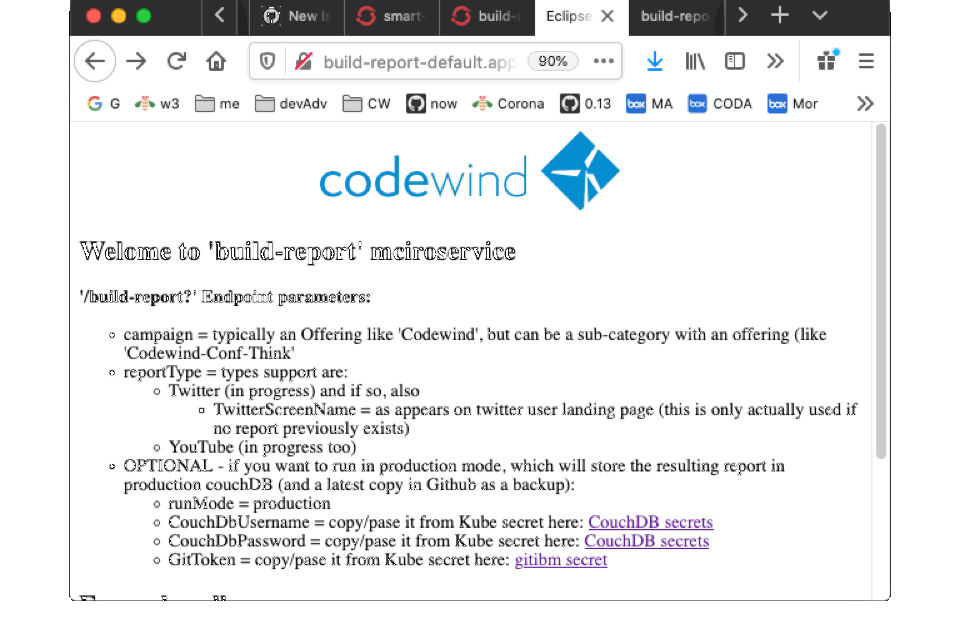 New Is
smart-
build-r
Eclipse
build-repo
build-report-default.app
90%
G
w3
me
devAdv
CW
now
Corona
0.13
box MA
box CODA
box Mor
codewind
Welome to 'build-report' mciroservice
'/build-report?' Endpoint parameters:
campaign = typically an Offering like 'Codewind', but can be a sub-category with an offering (like
'Codewind-Conf-Think'
reportType = types support are:
Twitter (in progress) and if so, also
TwitterScreenName = as appears on twitter user landing page (this is only actually used if
no report previously exists)
YouTube (in progress too)
OPTIONAL - if you want to run in production mode, which will store the resulting report in
production couchDB (and a latest copy in Github as a backup):
runMode = production
CouchDbUsername = copy/pase it from Kube secret here: CouchDB secrets
CouchDbPassword = copy/pase it from Kube secret here: CouchDB secrets
GitToken = copy/pase it from Kube secret here: gitibm secret